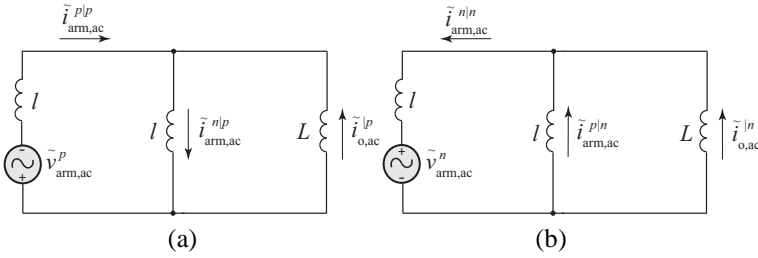 ĩ p|p arm,ac
l
- ṽ p arm,ac +
l
ĩ n|p arm,ac
L
ĩ |p o,ac
(a)
ĩ n|n arm,ac
l
+ ṽ n arm,ac -
l
ĩ p|n arm,ac
L
ĩ |n o,ac
(b)